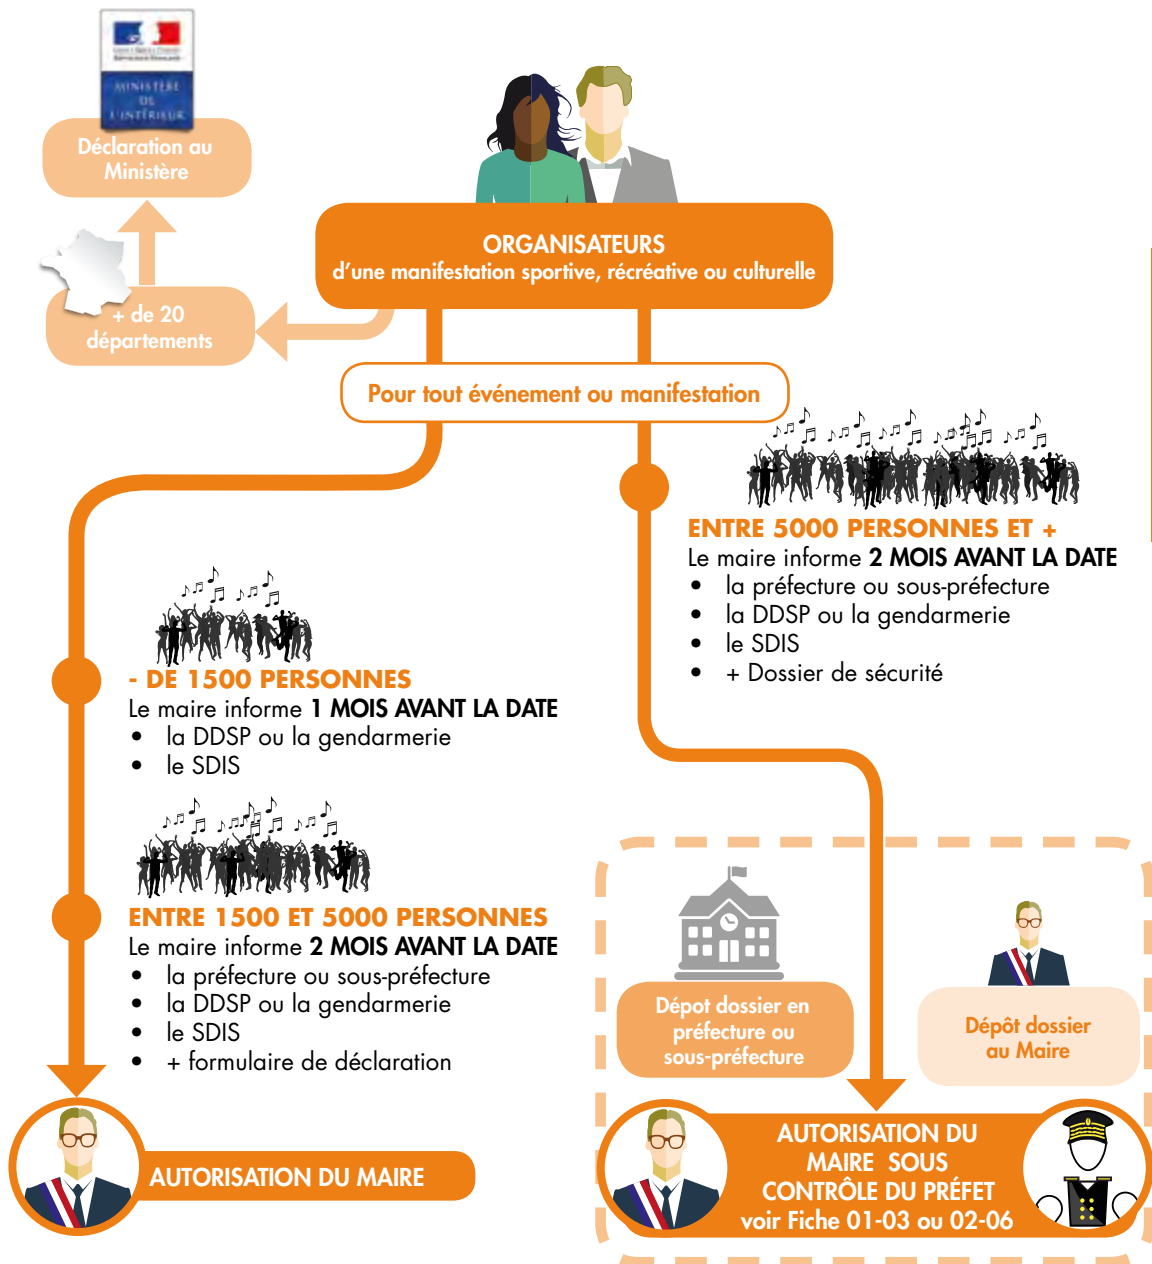 MINISTÈRE
DE
L'INTÉRIEUR
Déclaration au
Ministère
ORGANISATEURS
d'une manifestation sportive, récréative ou culturelle
+ de 20
départements
Pour tout événement ou manifestation
ENTRE 5000 PERSONNES ET +
Le maire informe 2 MOIS AVANT LA DATE
• la préfecture ou sous-préfecture
• la DDSP ou la gendarmerie
• le SDIS
• + Dossier de sécurité
- DE 1500 PERSONNES
Le maire informe 1 MOIS AVANT LA DATE
• la DDSP ou la gendarmerie
• le SDIS
ENTRE 1500 ET 5000 PERSONNES
Le maire informe 2 MOIS AVANT LA DATE
• la préfecture ou sous-préfecture
• la DDSP ou la gendarmerie
• le SDIS
• + formulaire de déclaration
AUTORISATION DU MAIRE
Dépot dossier en
préfecture ou
sous-préfecture
Dépôt dossier
au Maire
AUTORISATION DU
MAIRE SOUS
CONTRÔLE DU PRÉFET
voir Fiche 01-03 ou 02-06